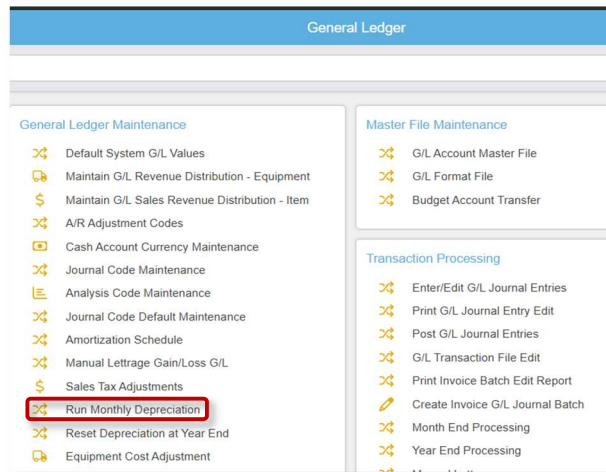 General Ledger
General Ledger Maintenance
Default System G/L Values
Maintain G/L Revenue Distribution - Equipment
Maintain G/L Sales Revenue Distribution - Item
A/R Adjustment Codes
Cash Account Currency Maintenance
Journal Code Maintenance
Analysis Code Maintenance
Journal Code Default Maintenance
Amortization Schedule
Manual Lettrage Gain/Loss G/L
Sales Tax Adjustments
Run Monthly Depreciation
Reset Depreciation at Year End
Equipment Cost Adjustment
Master File Maintenance
G/L Account Master File
G/L Format File
Budget Account Transfer
Transaction Processing
Enter/Edit G/L Journal Entries
Print G/L Journal Entry Edit
Post G/L Journal Entries
G/L Transaction File Edit
Print Invoice Batch Edit Report
Create Invoice G/L Journal Batch
Month End Processing
Year End Processing